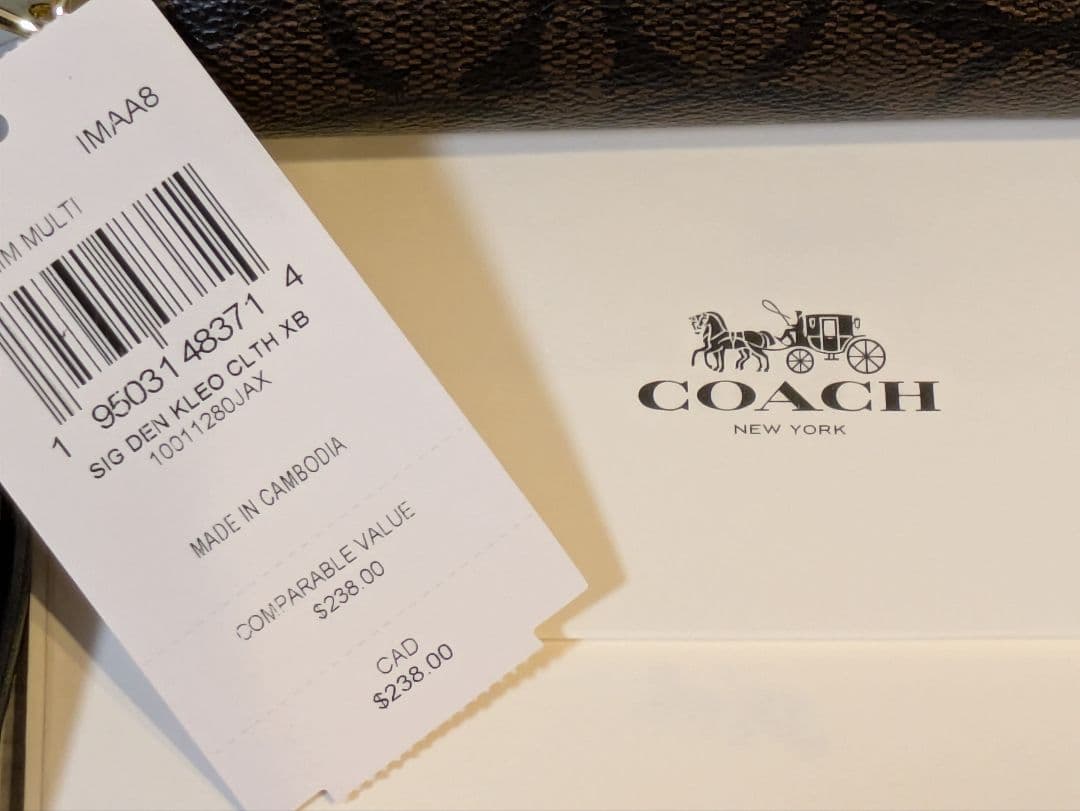 IMAA8
IM MULTI
1 95031 48371 4
SIG DEN KLEO CLTH XB
10011280JAX
MADE IN CAMBODIA
COMPARABLE VALUE
$238.00
CAD
$238.00
COACH
NEW YORK